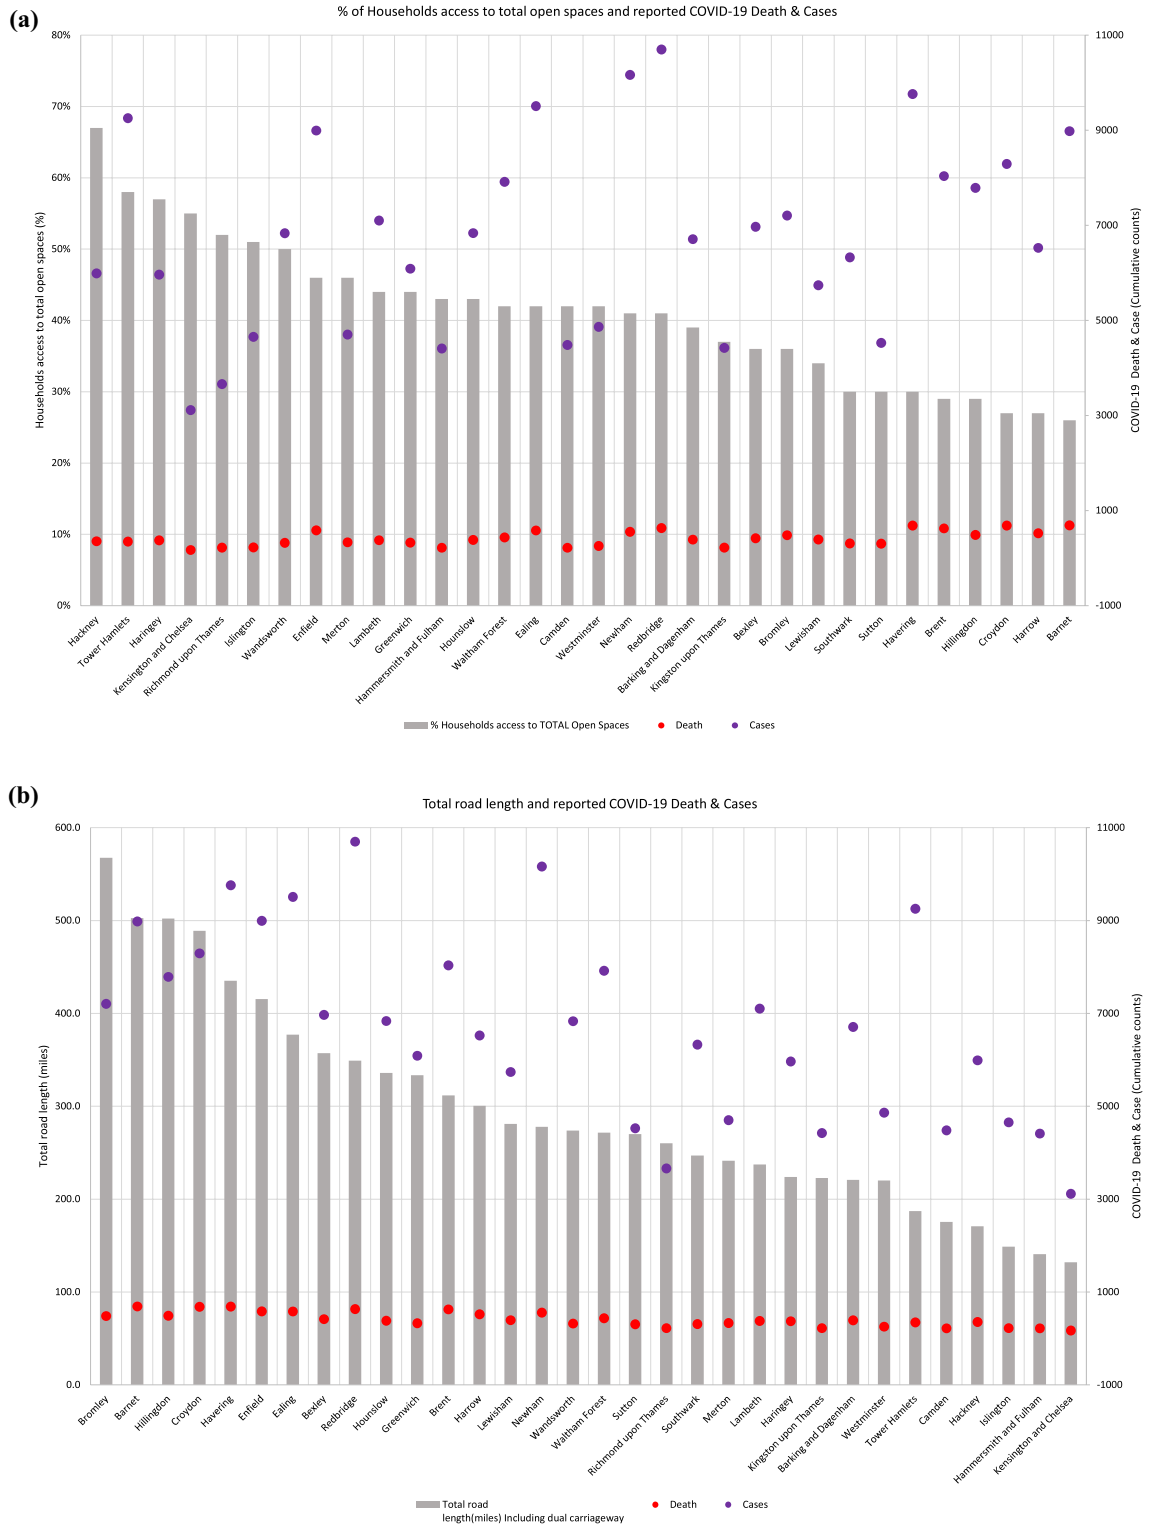 (a)
% of Households access to total open spaces and reported COVID-19 Death & Cases
80%
70%
60%
50%
40%
30%
20%
10%
0%
Households access to total open spaces (%)
11000
9000
7000
5000
3000
1000
-1000
COVID-19 Death & Case (Cumulative counts)
Hackney
Tower Hamlets
Haringey
Kensington and Chelsea
Richmond upon Thames
Islington
Wandsworth
Enfield
Merton
Lambeth
Greenwich
Hammersmith and Fulham
Hounslow
Waltham Forest
Ealing
Camden
Westminster
Newham
Redbridge
Barking and Dagenham
Kingston upon Thames
Bexley
Bromley
Lewisham
Southwark
Sutton
Havering
Brent
Hillingdon
Croydon
Harrow
Barnet
% Households access to TOTAL Open Spaces
Death
Cases
(b)
Total road length and reported COVID-19 Death & Cases
600.0
500.0
400.0
300.0
200.0
100.0
0.0
Total road length (miles)
11000
9000
7000
5000
3000
1000
-1000
COVID-19 Death & Case (Cumulative counts)
Bromley
Barnet
Hillingdon
Croydon
Havering
Enfield
Ealing
Bexley
Redbridge
Hounslow
Greenwich
Brent
Harrow
Lewisham
Newham
Wandsworth
Waltham Forest
Sutton
Richmond upon Thames
Southwark
Merton
Lambeth
Haringey
Kingston upon Thames
Barking and Dagenham
Westminster
Tower Hamlets
Camden
Hackney
Islington
Hammersmith and Fulham
Kensington and Chelsea
Total road
length(miles) Including dual carriageway
Death
Cases